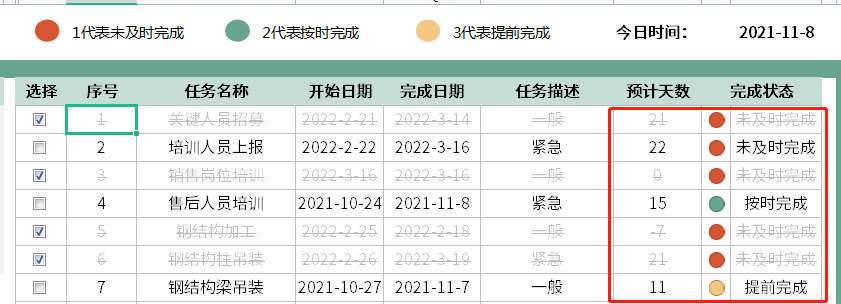 1代表未及时完成 2代表按时完成 3代表提前完成 今日时间： 2021-11-8
选择 序号 任务名称 开始日期 完成日期 任务描述 预计天数 完成状态
1 关键人员招募 2022-2-21 2022-3-14 一般 21 未及时完成
2 培训人员上报 2022-2-22 2022-3-16 紧急 22 未及时完成
3 销售岗位培训 2022-3-16 2022-3-16 一般 0 未及时完成
4 售后人员培训 2021-10-24 2021-11-8 紧急 15 按时完成
5 钢结构加工 2022-2-25 2022-2-18 一般 -7 未及时完成
6 钢结构柱吊装 2022-2-26 2022-3-19 紧急 21 未及时完成
7 钢结构梁吊装 2021-10-27 2021-11-7 一般 11 提前完成